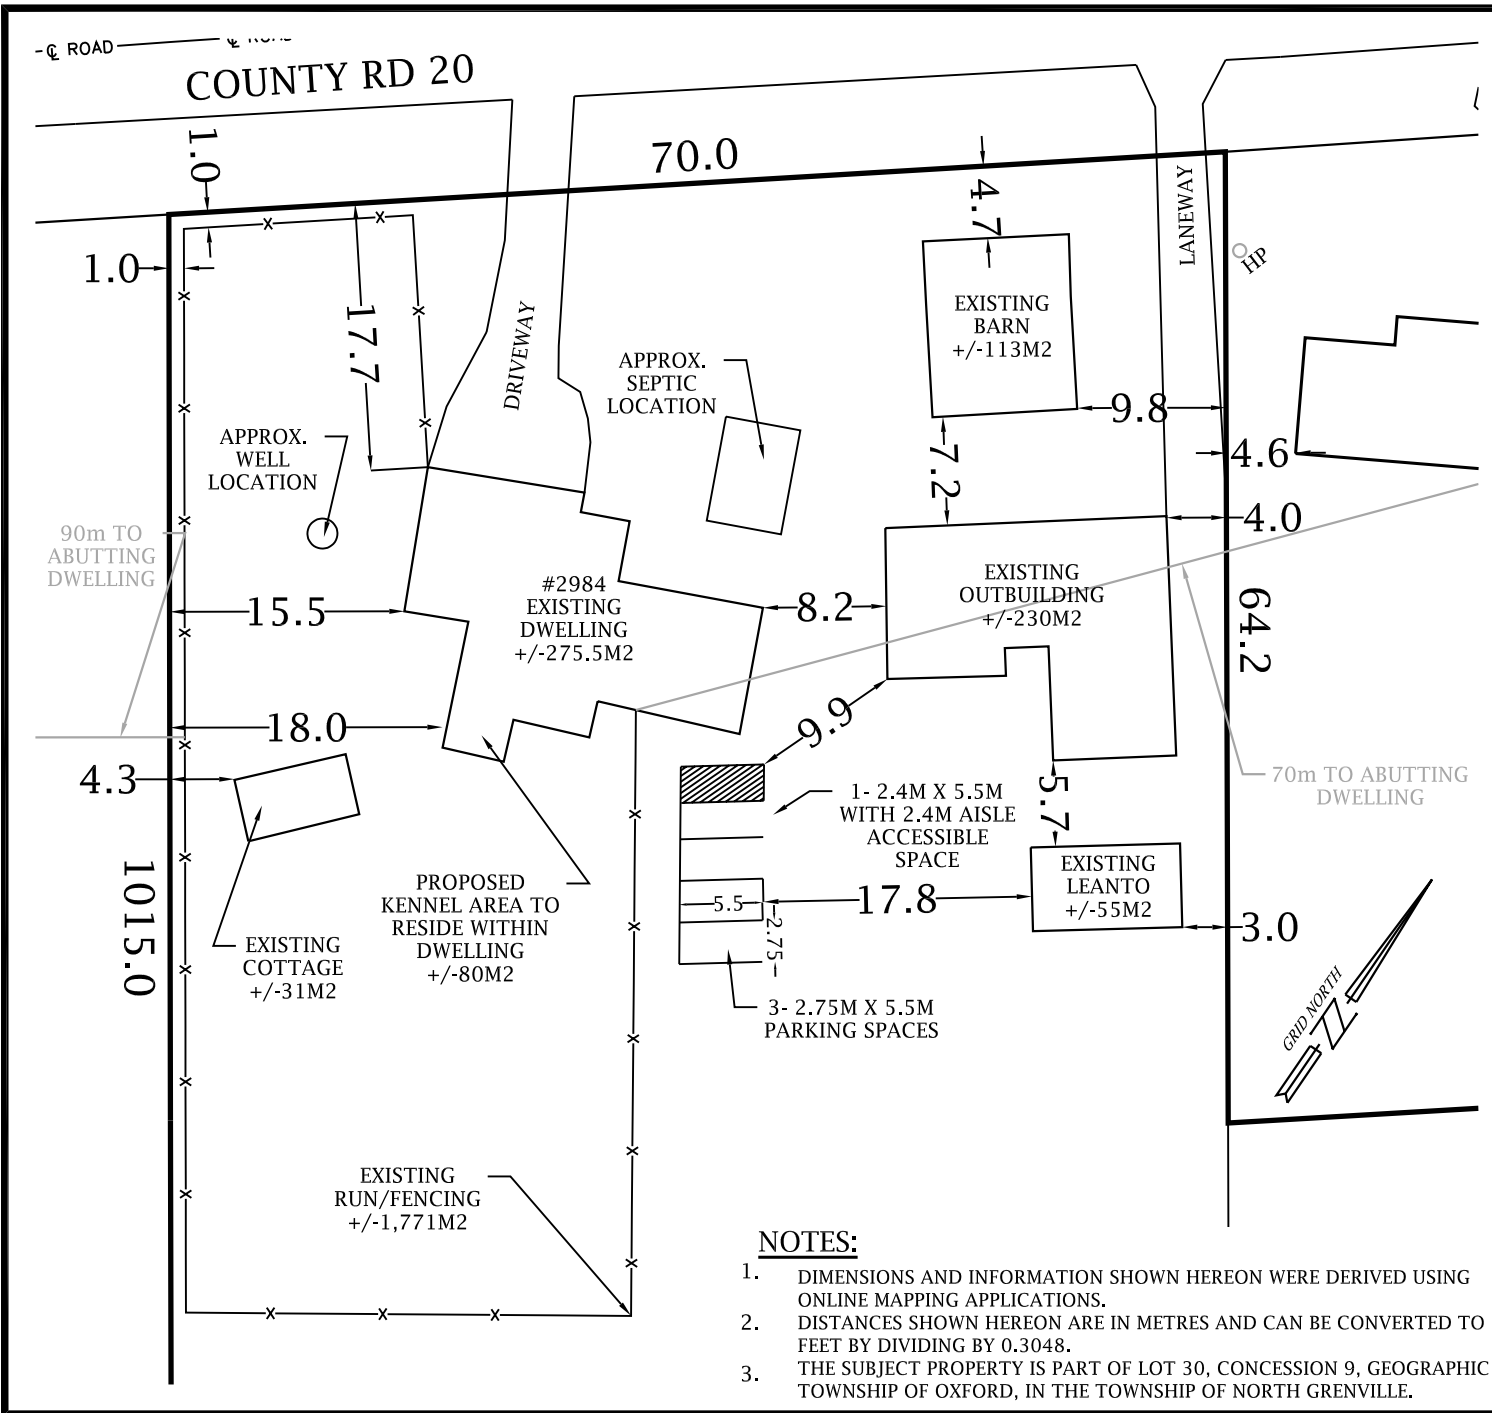 ℄ ROAD
COUNTY RD 20
1.0
70.0
4.7
LANEWAY
HP
1.0
17.7
DRIVEWAY
EXISTING
BARN
+/-113M2
APPROX.
SEPTIC
LOCATION
9.8
APPROX.
WELL
LOCATION
7.2
4.6
4.0
90m TO
ABUTTING
DWELLING
#2984
EXISTING
DWELLING
+/-275.5M2
EXISTING
OUTBUILDING
+/-230M2
15.5
8.2
64.2
18.0
9.9
4.3
70m TO ABUTTING
DWELLING
1- 2.4M X 5.5M
WITH 2.4M AISLE
ACCESSIBLE
SPACE
5.7
1015.0
PROPOSED
KENNEL AREA TO
RESIDE WITHIN
DWELLING
+/-80M2
5.5
17.8
EXISTING
LEANTO
+/-55M2
2.75
3.0
EXISTING
COTTAGE
+/-31M2
3- 2.75M X 5.5M
PARKING SPACES
GRID NORTH
N
EXISTING
RUN/FENCING
+/-1,771M2
NOTES:
1. DIMENSIONS AND INFORMATION SHOWN HEREON WERE DERIVED USING
ONLINE MAPPING APPLICATIONS.
2. DISTANCES SHOWN HEREON ARE IN METRES AND CAN BE CONVERTED TO
FEET BY DIVIDING BY 0.3048.
3. THE SUBJECT PROPERTY IS PART OF LOT 30, CONCESSION 9, GEOGRAPHIC
TOWNSHIP OF OXFORD, IN THE TOWNSHIP OF NORTH GRENVILLE.